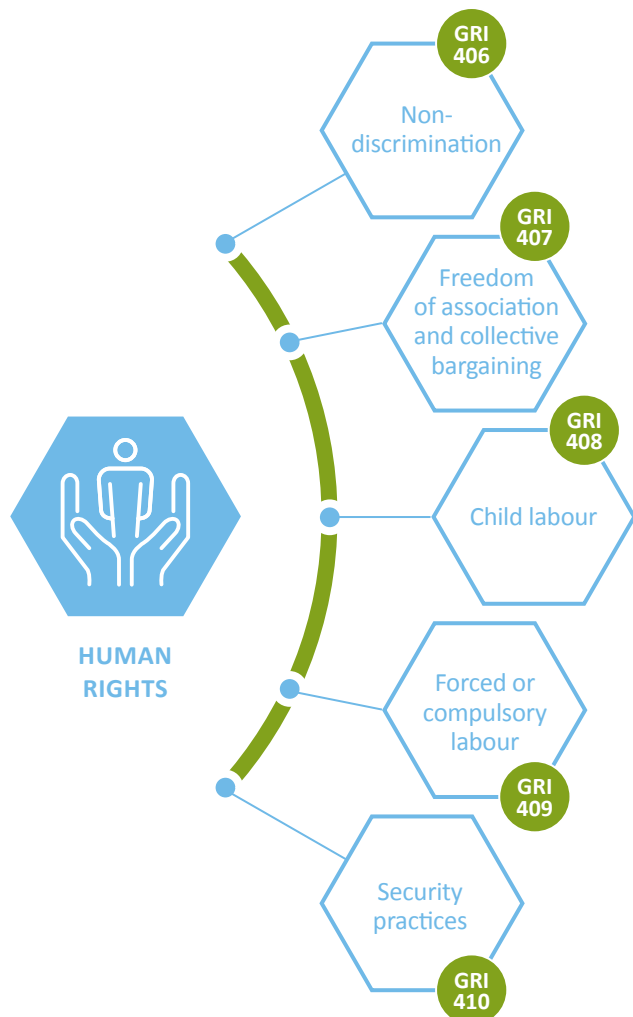 GRI
406
Non-
discrimination
GRI
407
Freedom
of association
and collective
bargaining
GRI
408
Child labour
HUMAN
RIGHTS
Forced or
compulsory
labour
GRI
409
Security
practices
GRI
410